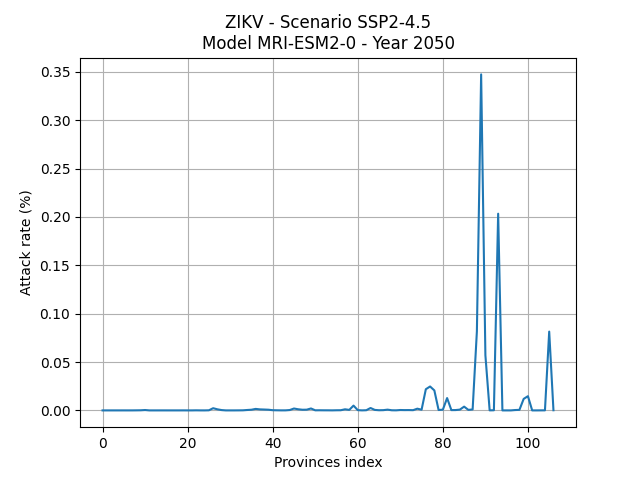 ZIKV - Scenario SSP2-4.5
Model MRI-ESM2-0 - Year 2050
0.35
0.30
0.25
0.20
0.15
0.10
0.05
0.00
Attack rate (%)
0 20 40 60 80 100
Provinces index